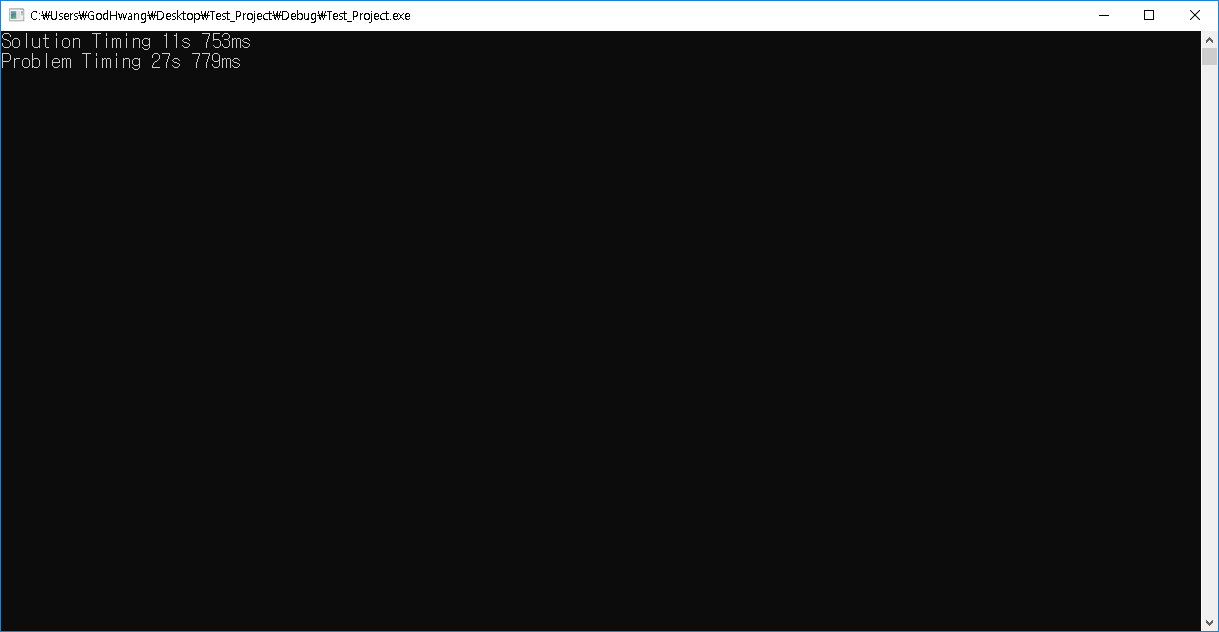 C:₩Users₩GodHwang₩Desktop₩Test_Project₩Debug₩Test_Project.exe
Solution Timing 11s 753ms
Problem Timing 27s 779ms